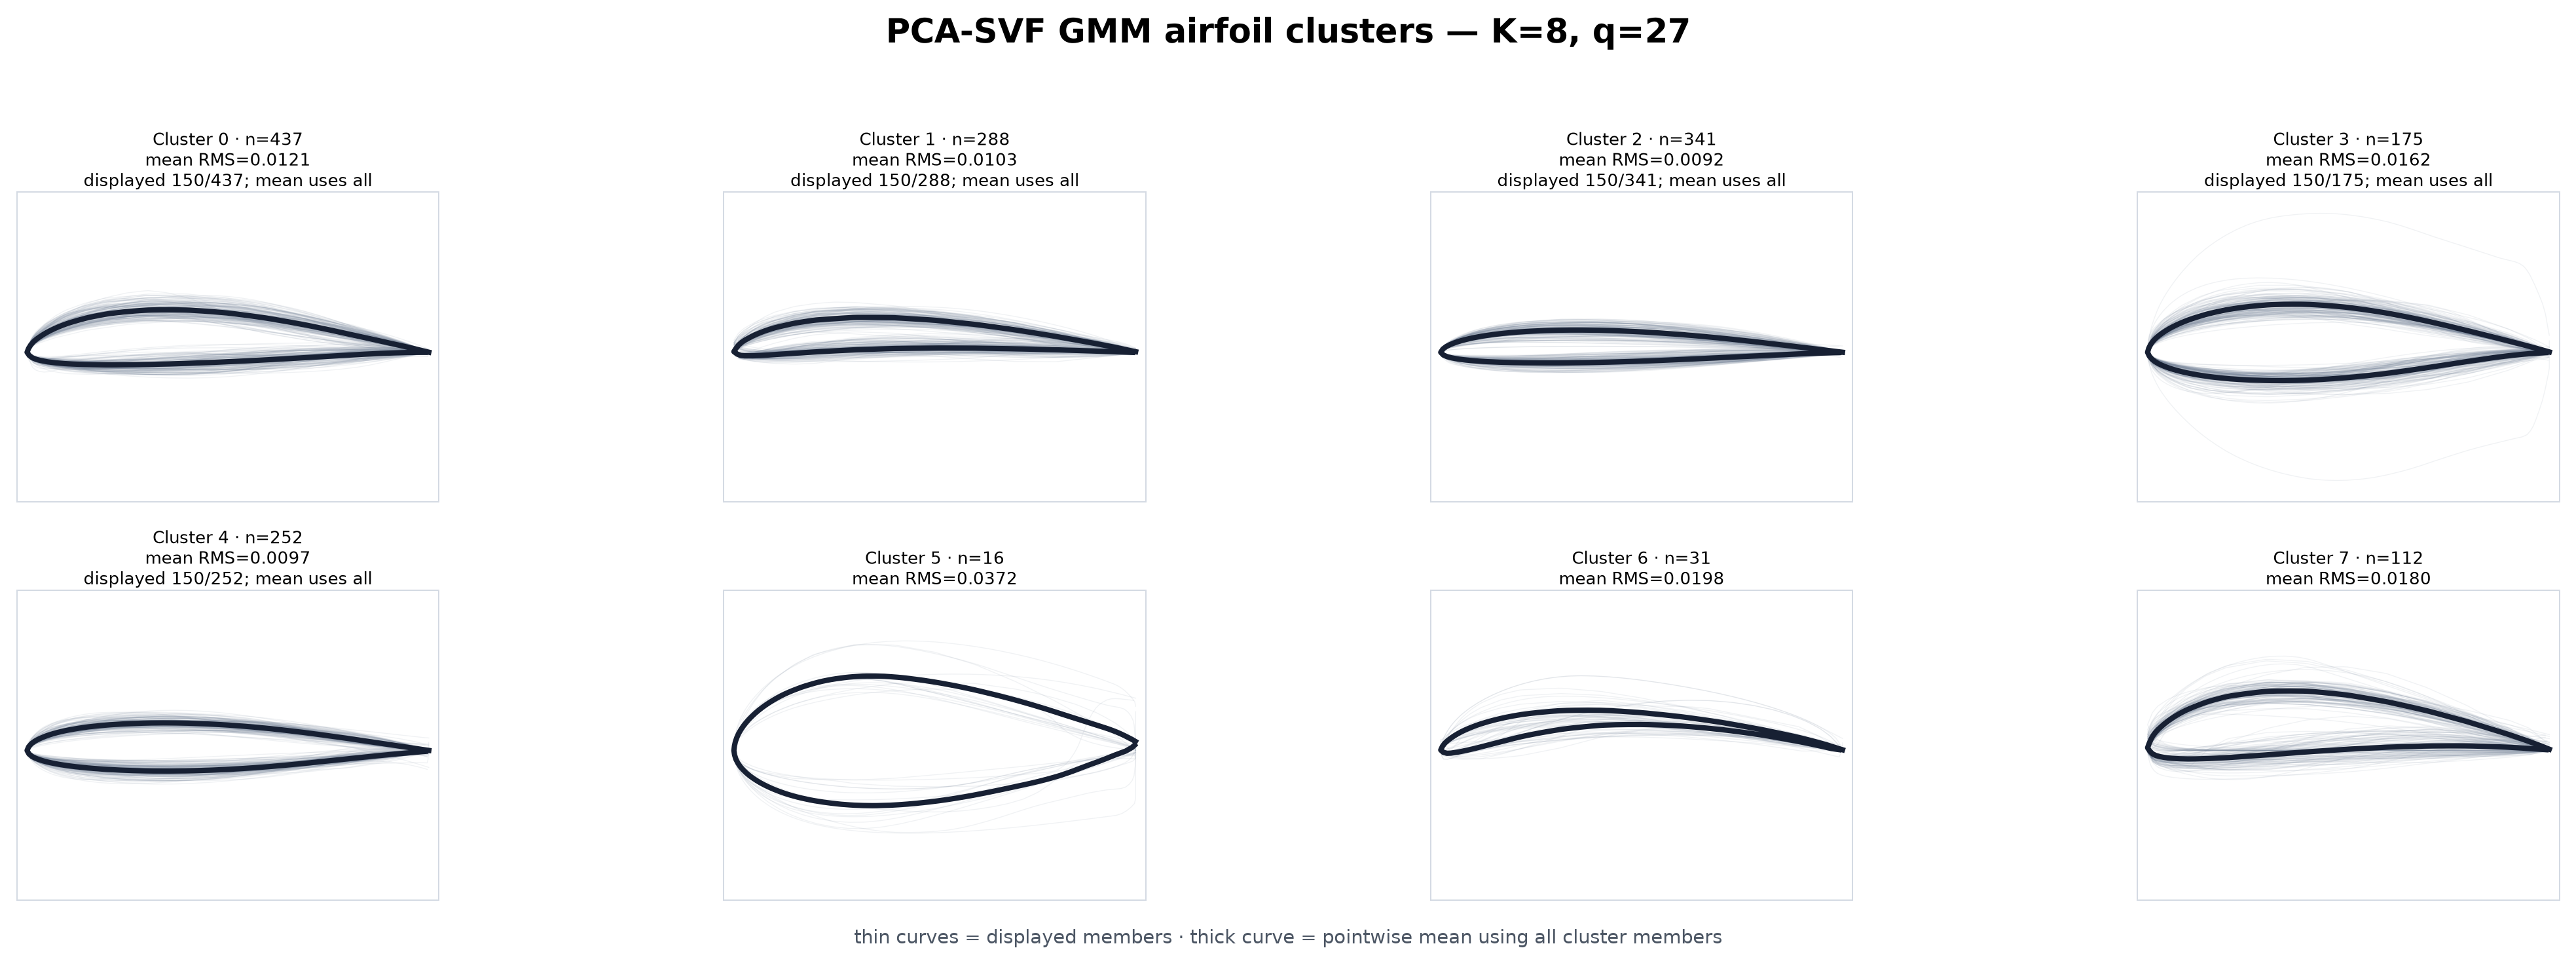 PCA-SVF GMM airfoil clusters — K=8, q=27
Cluster 0 · n=437
mean RMS=0.0121
displayed 150/437; mean uses all
Cluster 1 · n=288
mean RMS=0.0103
displayed 150/288; mean uses all
Cluster 2 · n=341
mean RMS=0.0092
displayed 150/341; mean uses all
Cluster 3 · n=175
mean RMS=0.0162
displayed 150/175; mean uses all
Cluster 4 · n=252
mean RMS=0.0097
displayed 150/252; mean uses all
Cluster 5 · n=16
mean RMS=0.0372
Cluster 6 · n=31
mean RMS=0.0198
Cluster 7 · n=112
mean RMS=0.0180
thin curves = displayed members · thick curve = pointwise mean using all cluster members